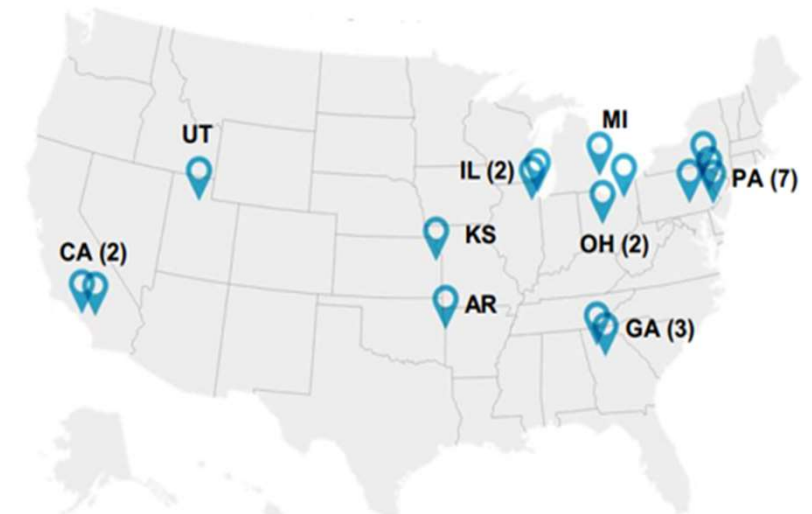 MI
UT
IL (2)
PA (7)
KS
OH (2)
CA (2)
AR
GA (3)